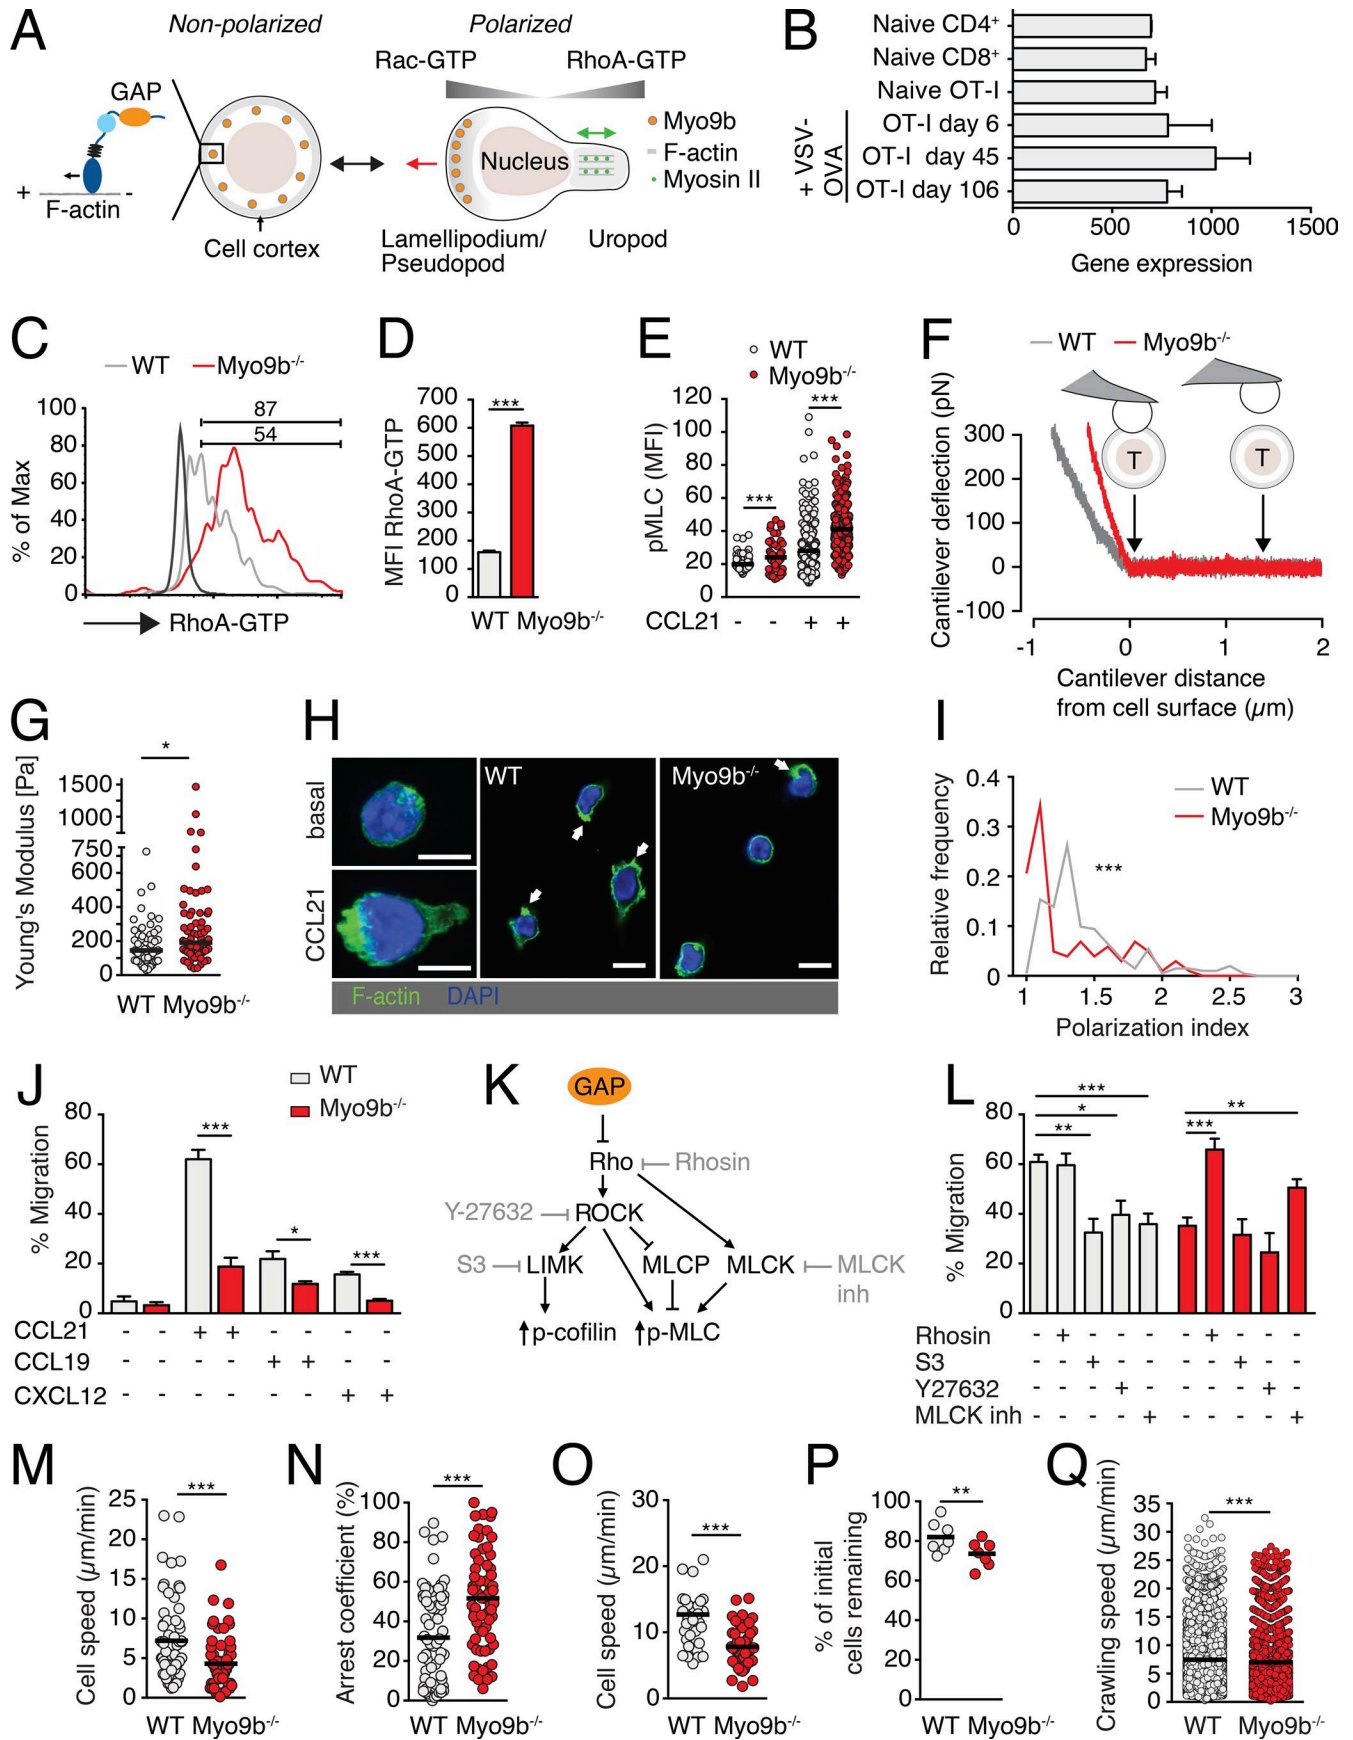 A
Non-polarized
Polarized
GAP
+
-
F-actin
Cell cortex
Rac-GTP
RhoA-GTP
Nucleus
Myo9b
F-actin
Myosin II
Lamellipodium/
Pseudopod
Uropod
B
Naive CD4+
Naive CD8+
Naive OT-I
OT-I day 6
OT-I day 45
OT-I day 106
+ VSV-
OVA
0 500 1000 1500
Gene expression
C
WT Myo9b-/-
100
80
60
40
20
0
% of Max
87
54
RhoA-GTP
D
700
600
500
400
300
200
100
0
MFI RhoA-GTP
***
WT Myo9b-/-
E
WT
Myo9b-/-
120
100
80
60
40
20
0
pMLC (MFI)
***
***
CCL21 - - + +
F
WT Myo9b-/-
Cantilever deflection (pN)
300
200
100
0
-100
T
T
-1 0 1 2
Cantilever distance
from cell surface (µm)
G
Young's Modulus [Pa]
1500
1000
750
600
400
200
0
*
WT Myo9b-/-
H
basal
CCL21
WT
Myo9b-/-
F-actin DAPI
I
Relative frequency
0.4
0.3
0.2
0.1
0
WT
Myo9b-/-
***
1 1.5 2 2.5 3
Polarization index
J
WT
Myo9b-/-
% Migration
80
60
40
20
0
***
*
***
CCL21 - - + + - - - -
CCL19 - - - - + + - -
CXCL12 - - - - - - + +
K
GAP
Rho
Rhosin
Y-27632
ROCK
S3
LIMK
MLCP
MLCK
MLCK
inh
p-cofilin
p-MLC
L
% Migration
80
60
40
20
0
***
*
**
**
***
Rhosin - + - - - - + - - -
S3 - - + - - - - + - -
Y27632 - - - + - - - - + -
MLCK inh - - - - + - - - - +
M
Cell speed (µm/min)
25
20
15
10
5
0
***
WT Myo9b-/-
N
Arrest coefficient (%)
100
80
60
40
20
0
***
WT Myo9b-/-
O
Cell speed (µm/min)
30
20
10
0
***
WT Myo9b-/-
P
% of initial
cells remaining
100
80
60
40
20
0
**
WT Myo9b-/-
Q
Crawling speed (µm/min)
35
30
25
20
15
10
5
0
***
WT Myo9b-/-